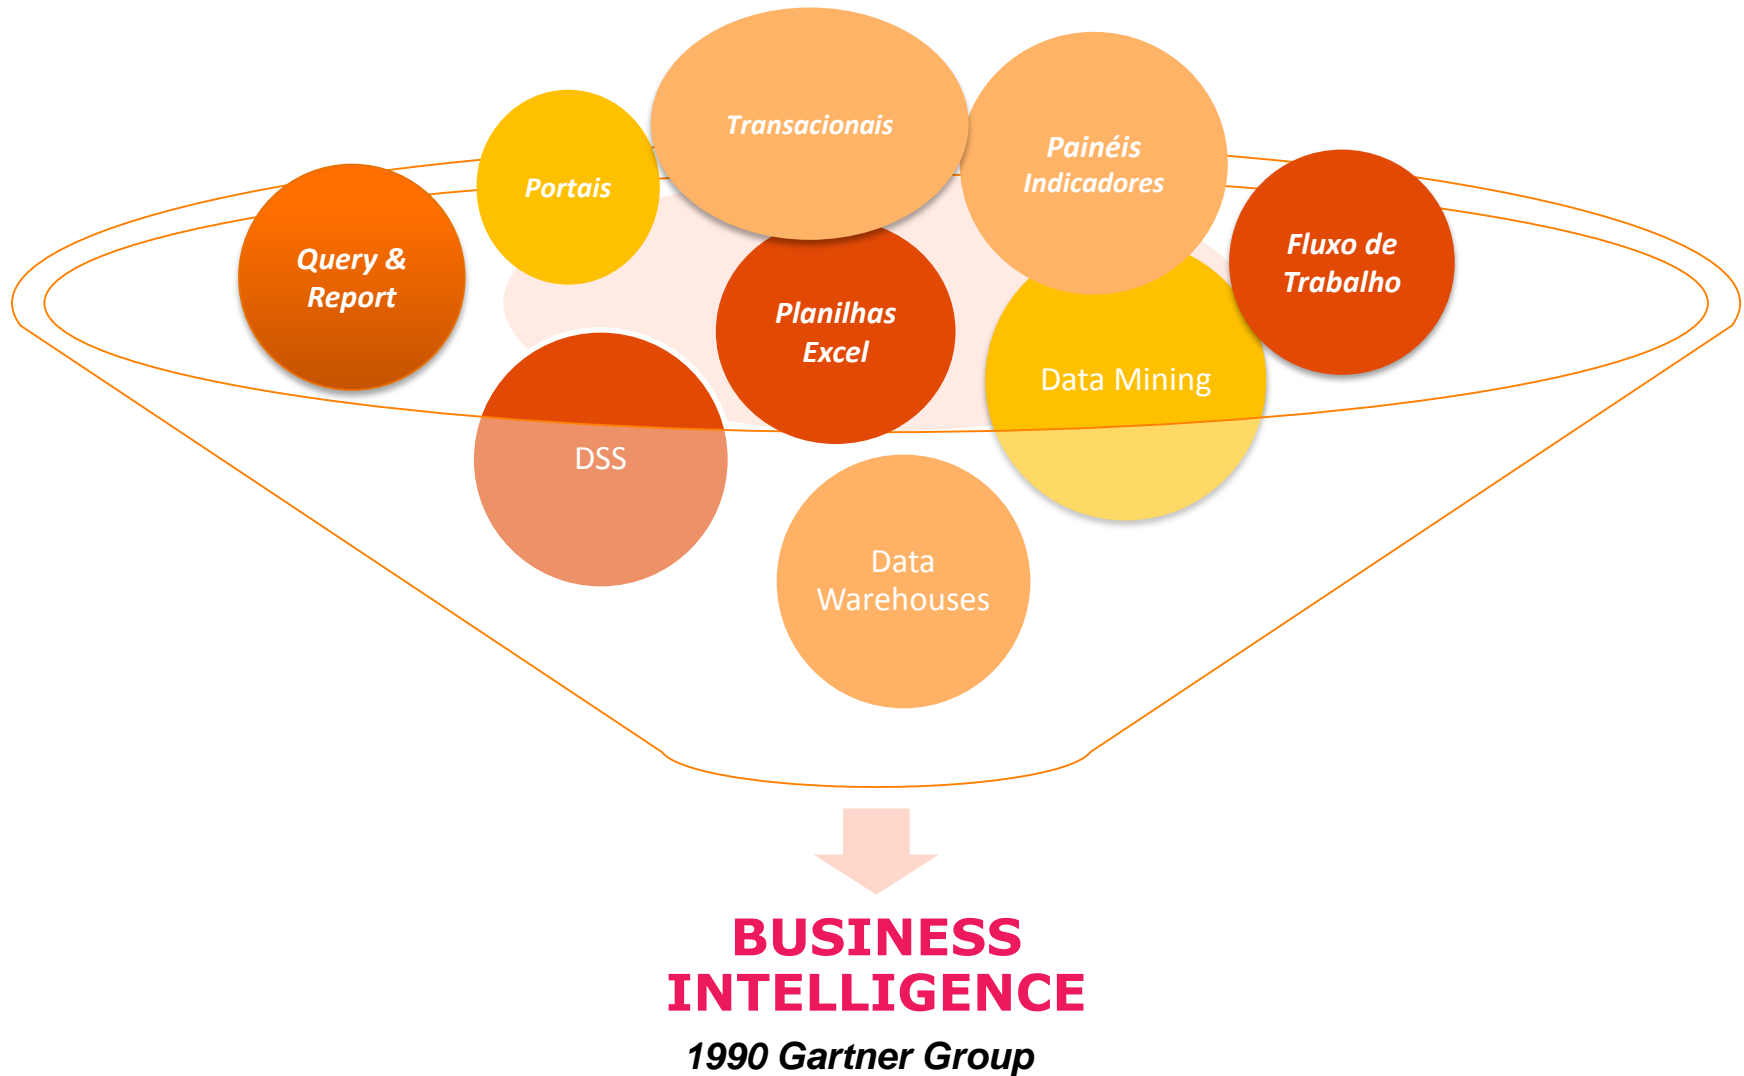 Transacionais
Painéis
Indicadores
Portais
Query &
Report
Fluxo de
Trabalho
Planilhas
Excel
Data Mining
DSS
Data
Warehouses
BUSINESS
INTELLIGENCE
1990 Gartner Group